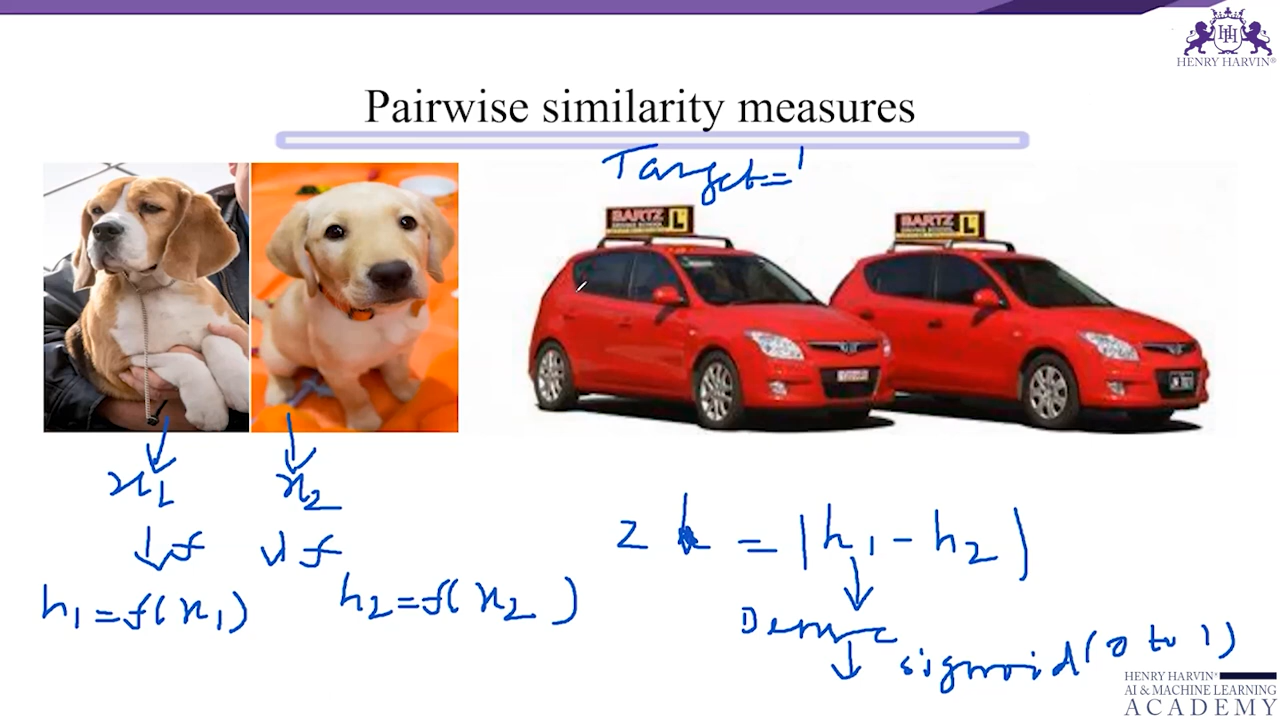 HENRY HARVIN®
Pairwise similarity measures
Target=1
BARTZ L
BARTZ L
x1
x2
f
f
h1=f(x1)
h2=f(x2)
z = |h1-h2|
Dense
sigmoid(0 to 1)
HENRY HARVIN®
AI & MACHINE LEARNING
ACADEMY